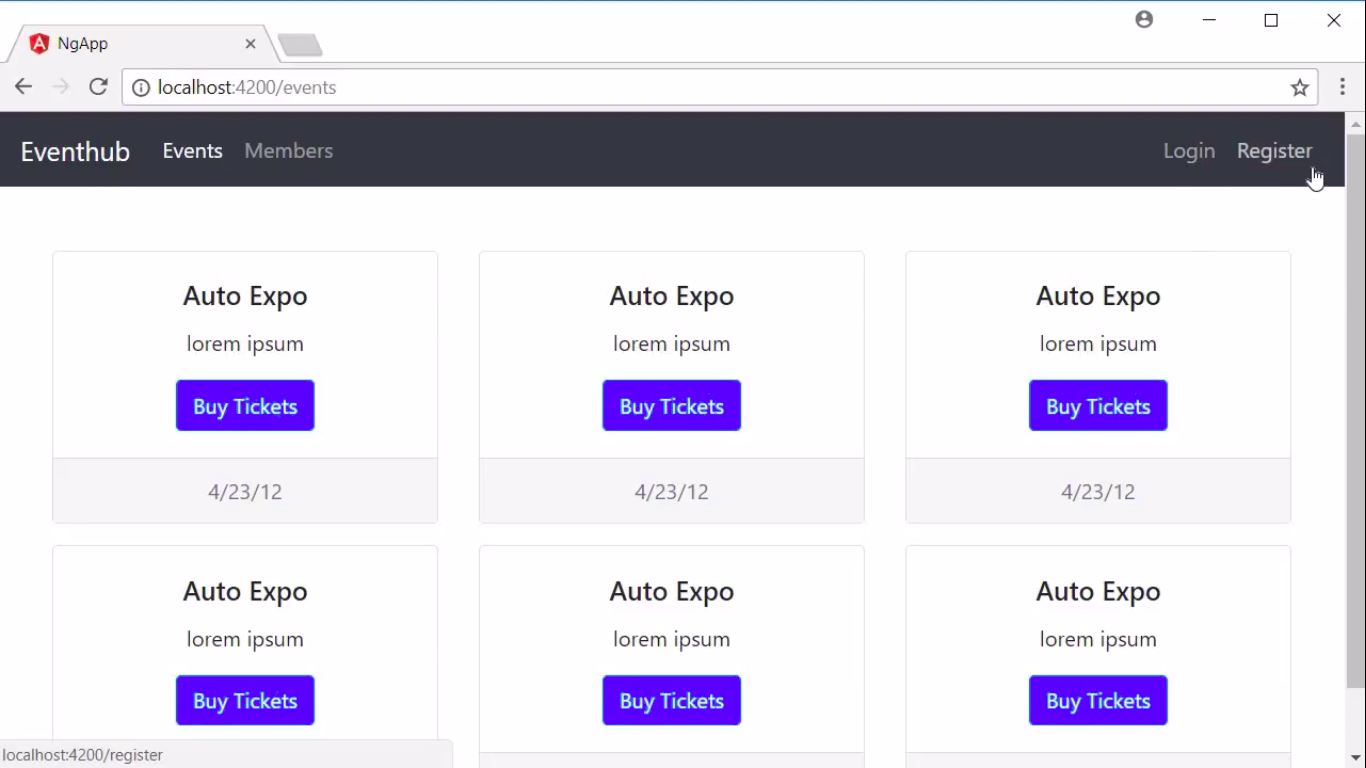 NgApp
localhost:4200/events
Eventhub Events Members Login Register
Auto Expo Auto Expo Auto Expo
lorem ipsum lorem ipsum lorem ipsum
Buy Tickets Buy Tickets Buy Tickets
4/23/12 4/23/12 4/23/12
Auto Expo Auto Expo Auto Expo
lorem ipsum lorem ipsum lorem ipsum
Buy Tickets Buy Tickets Buy Tickets
localhost:4200/register